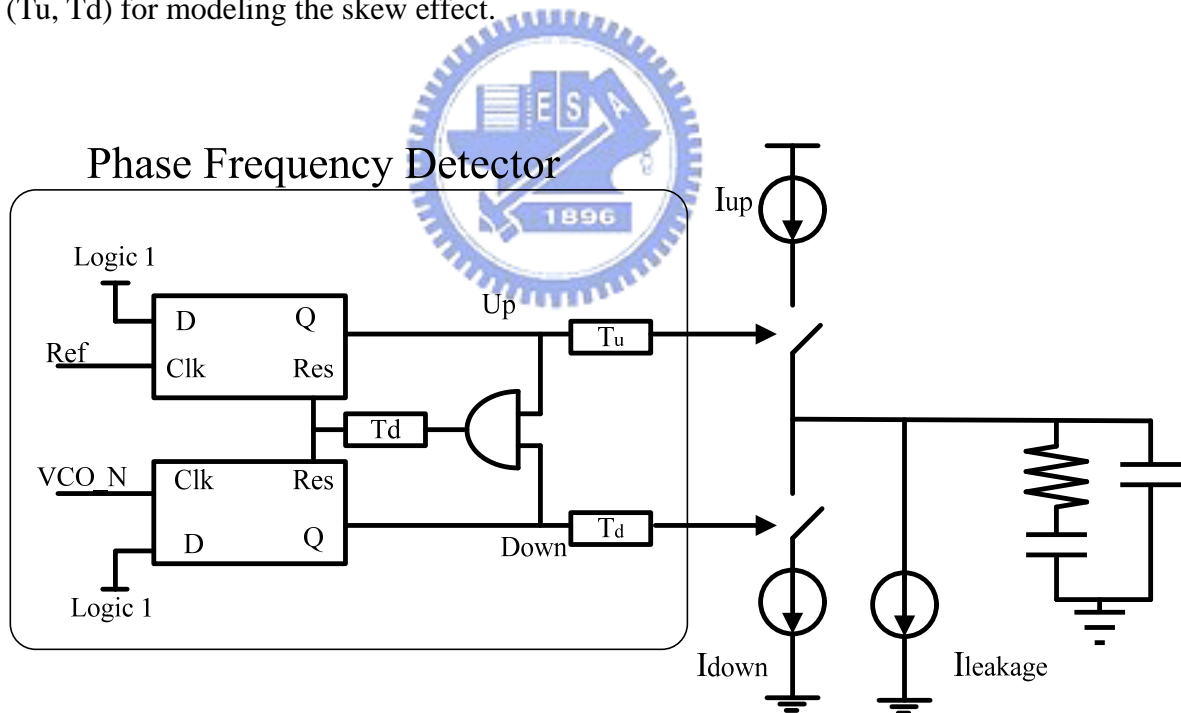 (Tu, Td) for modeling the skew effect.
ESA
1896
Phase Frequency Detector
Iup
Logic 1
D
Q
Up
Tu
Ref
Clk
Res
Td
VCO_N
Clk
Res
D
Q
Down
Td
Logic 1
Idown
Ileakage